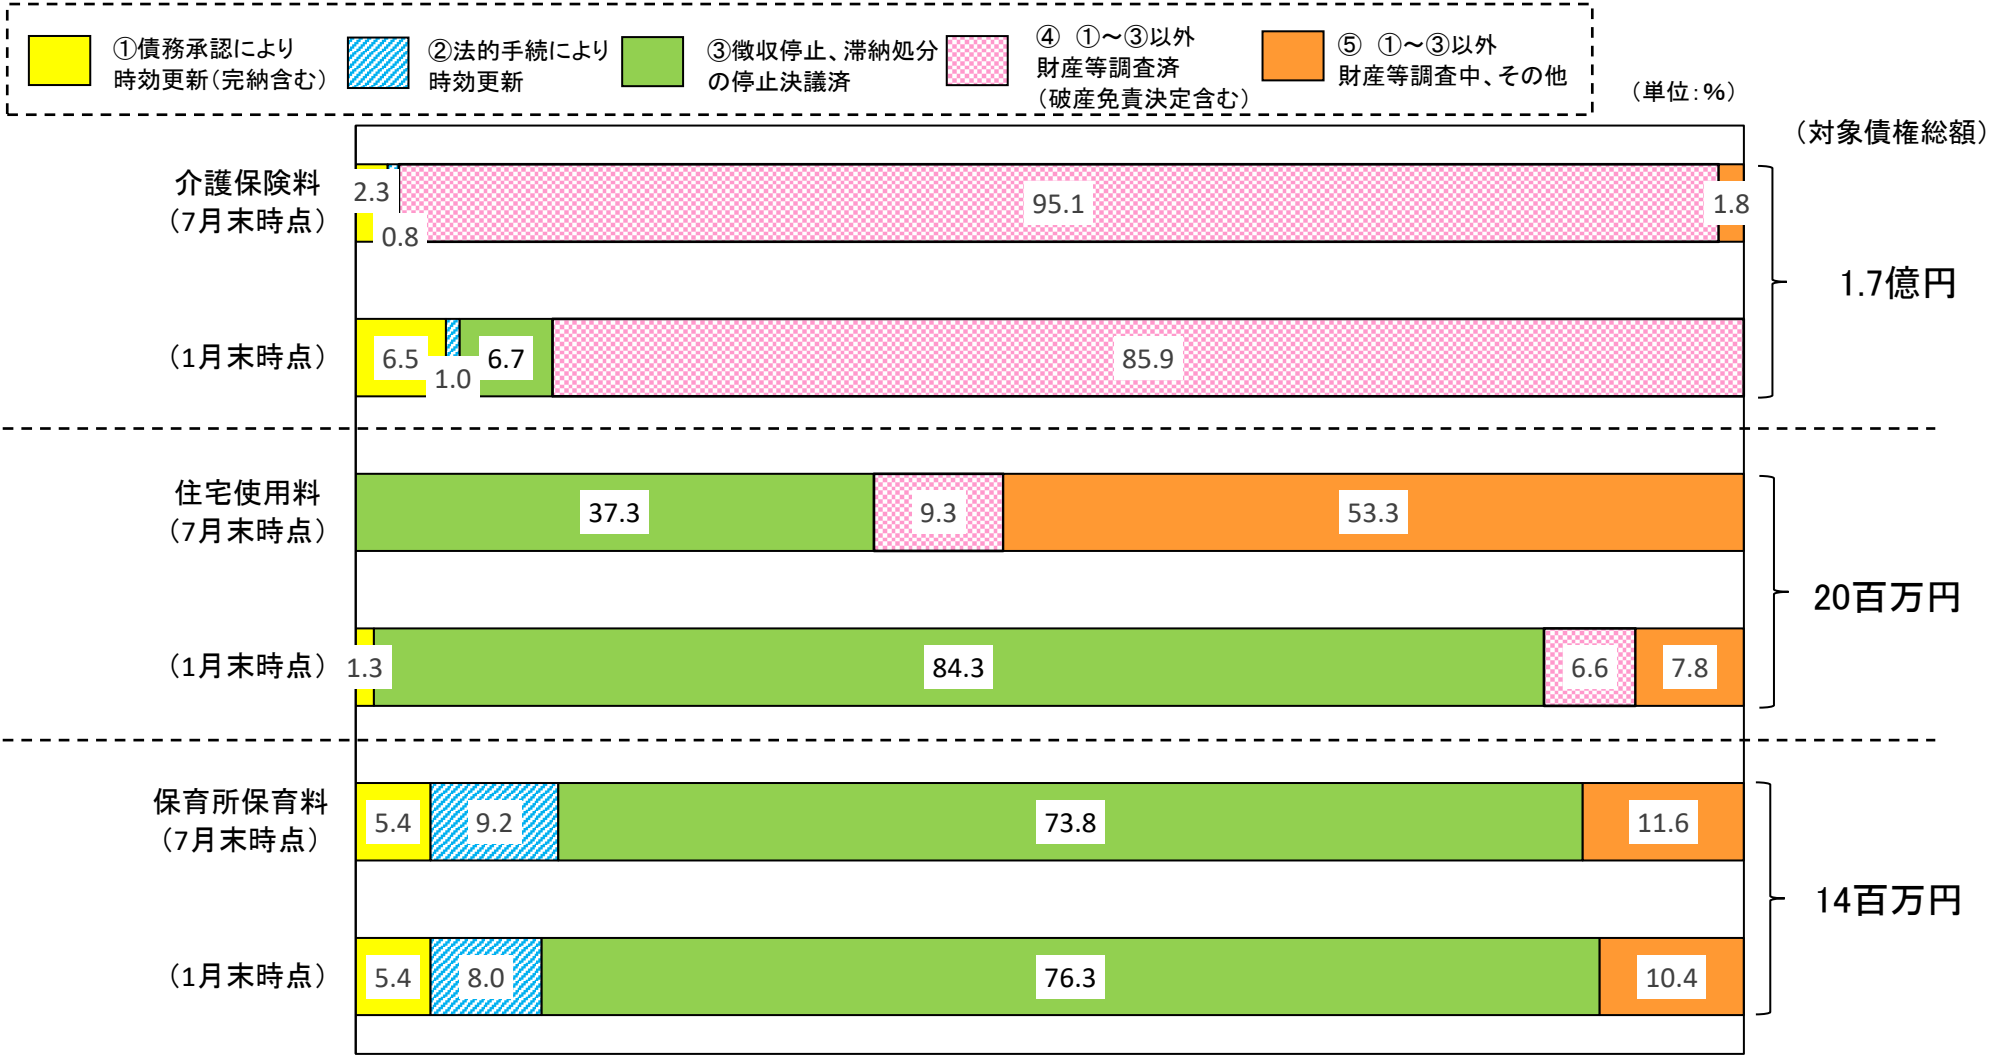 ①債務承認により
時効更新（完納含む）
②法的手続により
時効更新
③徴収停止、滞納処分
の停止決議済
④　①～③以外
財産等調査済
（破産免責決定含む）
⑤　①～③以外
財産等調査中、その他
（単位：％）
（対象債権総額）
介護保険料
（7月末時点）
2.3
0.8
95.1
1.8
（1月末時点）
6.5
1.0
6.7
85.9
1.7億円
住宅使用料
（7月末時点）
37.3
9.3
53.3
（1月末時点）
1.3
84.3
6.6
7.8
20百万円
保育所保育料
（7月末時点）
5.4
9.2
73.8
11.6
（1月末時点）
5.4
8.0
76.3
10.4
14百万円